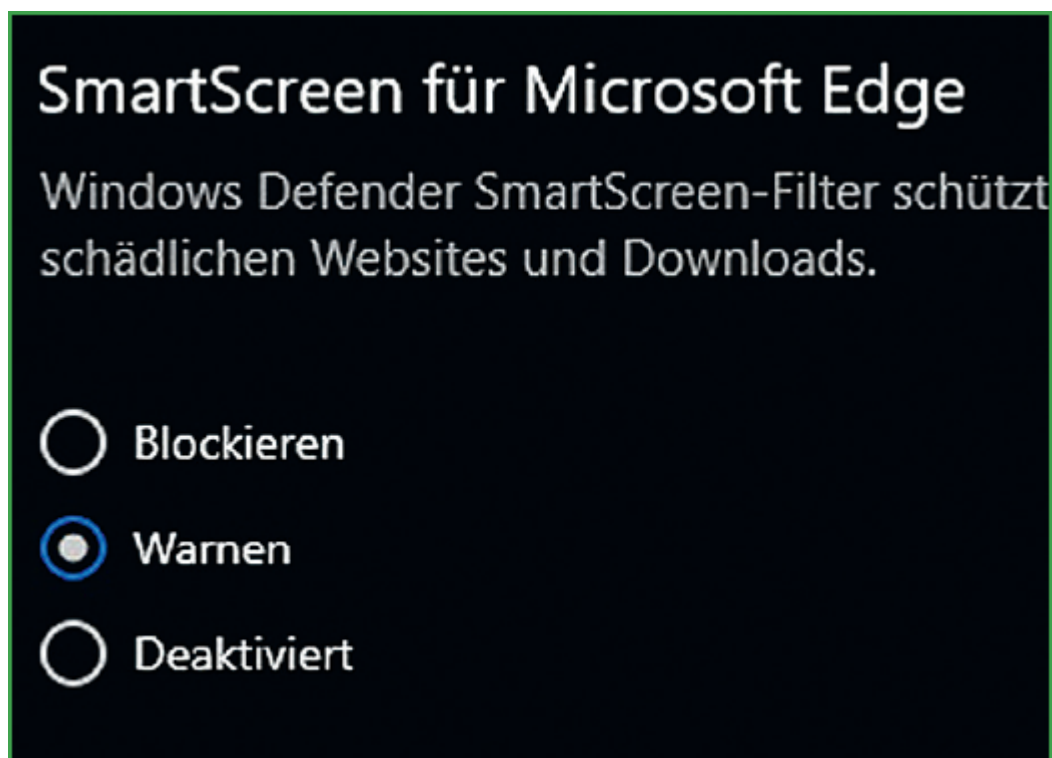 SmartScreen für Microsoft Edge
Windows Defender SmartScreen-Filter schützt
schädlichen Websites und Downloads.
Blockieren
Warnen
Deaktiviert